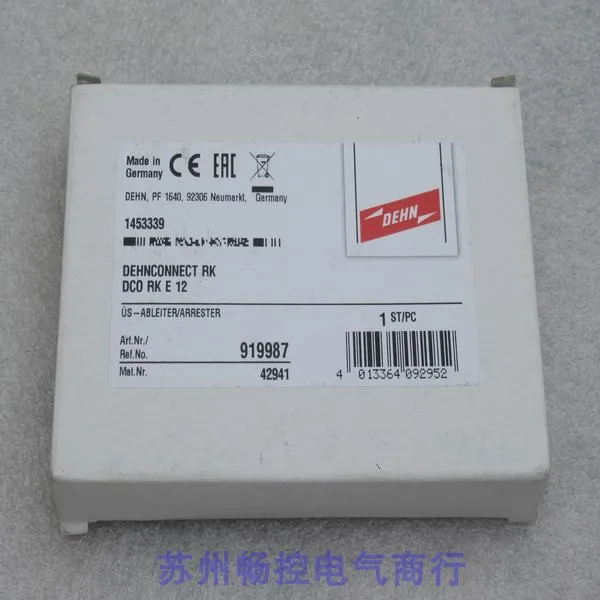 Made in
Germany
CE EAC
DEHN, PF 1640, 92306 Neumarkt, Germany
DEHN
1453339
DEHNCONNECT RK
DCO RK E 12
ÜS-ABLEITER/ARRESTER
1 ST/PC
Art.Nr./
Ref.No. 919987
Mat.Nr. 42941
4 013364 092952
苏州畅控电气商行